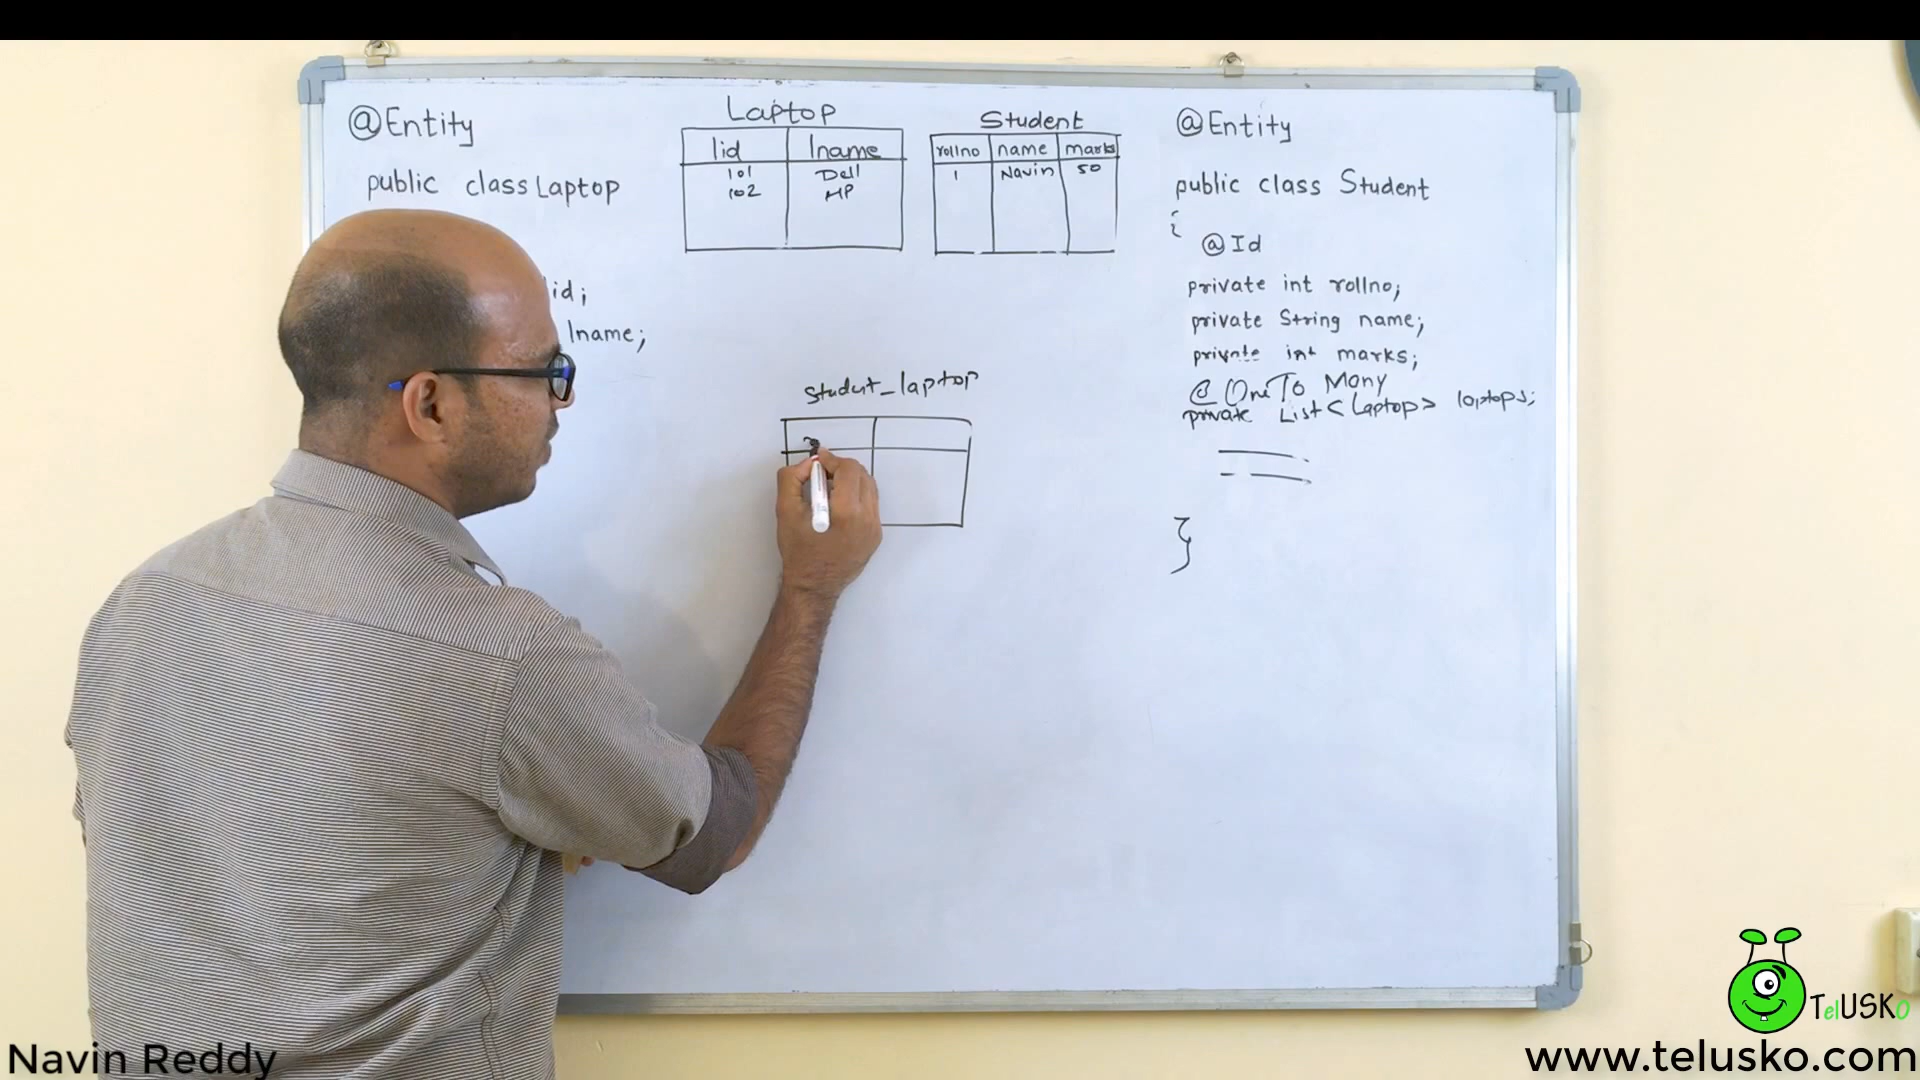 @Entity
public class Laptop
id;
lname;
Laptop
lid lname
101 Dell
102 HP
Student
rollno name marks
1 Navin 50
Studut_laptop
@Entity
public class Student
{
@Id
private int rollno;
private String name;
private int marks;
@OneToMany
private List<Laptop> laptops;
}
Navin Reddy
TelUSKO
www.telusko.com